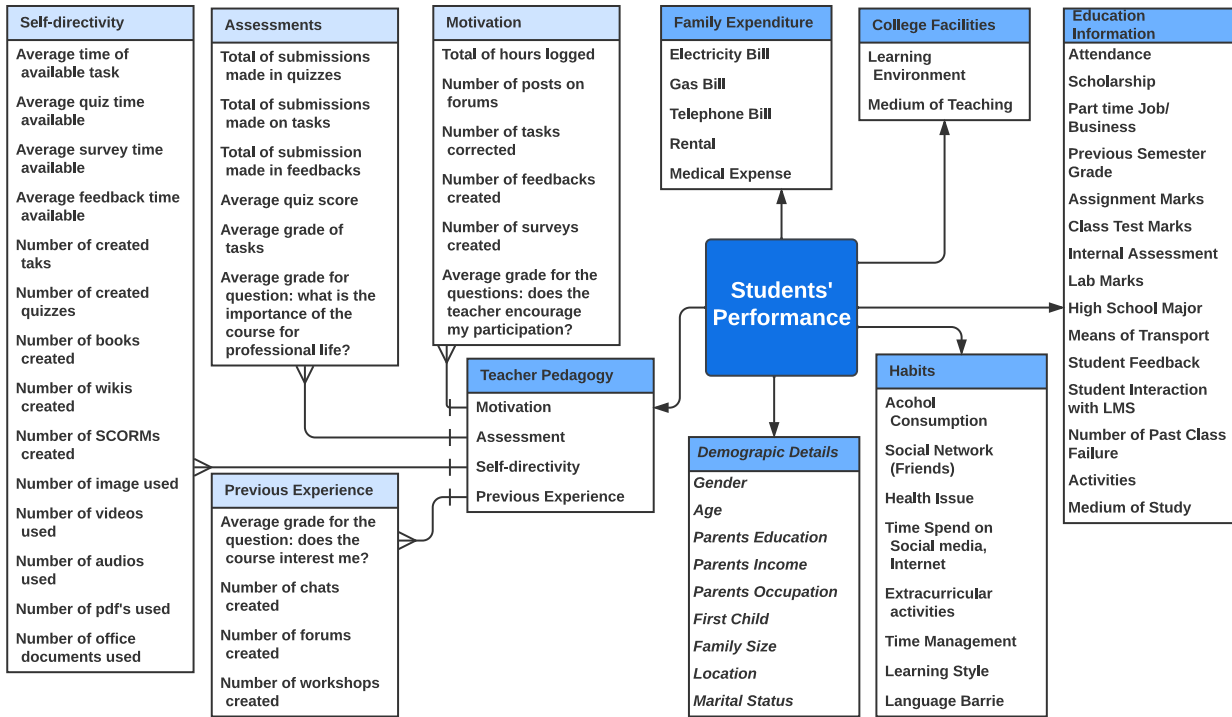 Self-directivity
Average time of
available task
Average quiz time
available
Average survey time
available
Average feedback time
available
Number of created
taks
Number of created
quizzes
Number of books
created
Number of wikis
created
Number of SCORMs
created
Number of image used
Number of videos
used
Number of audios
used
Number of pdf's used
Number of office
documents used
Assessments
Total of submissions
made in quizzes
Total of submissions
made on tasks
Total of submission
made in feedbacks
Average quiz score
Average grade of
tasks
Average grade for
question: what is the
importance of the
course for
professional life?
Motivation
Total of hours logged
Number of posts on
forums
Number of tasks
corrected
Number of feedbacks
created
Number of surveys
created
Average grade for the
questions: does the
teacher encourage
my participation?
Previous Experience
Average grade for the
question: does the
course interest me?
Number of chats
created
Number of forums
created
Number of workshops
created
Teacher Pedagogy
Motivation
Assessment
Self-directivity
Previous Experience
Family Expenditure
Electricity Bill
Gas Bill
Telephone Bill
Rental
Medical Expense
Students'
Performance
College Facilities
Learning
Environment
Medium of Teaching
Demograpic Details
Gender
Age
Parents Education
Parents Income
Parents Occupation
First Child
Family Size
Location
Marital Status
Habits
Acohol
Consumption
Social Network
(Friends)
Health Issue
Time Spend on
Social media,
Internet
Extracurricular
activities
Time Management
Learning Style
Language Barrie
Education
Information
Attendance
Scholarship
Part time Job/
Business
Previous Semester
Grade
Assignment Marks
Class Test Marks
Internal Assessment
Lab Marks
High School Major
Means of Transport
Student Feedback
Student Interaction
with LMS
Number of Past Class
Failure
Activities
Medium of Study